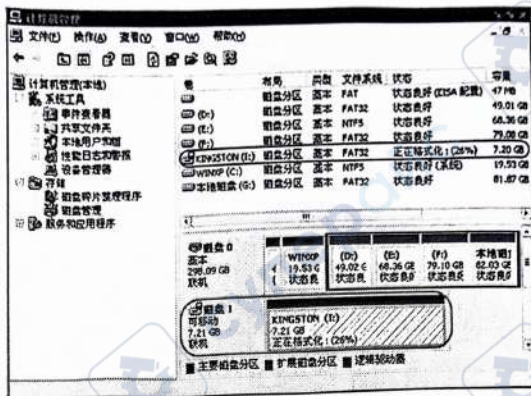 计算机管理
文件(F) 操作(A) 查看(V) 窗口(W) 帮助(H)
计算机管理(本地)
系统工具
事件查看器
共享文件夹
本地用户和组
性能日志和警报
设备管理器
存储
磁盘碎片整理程序
磁盘管理
服务和应用程序
卷 布局 类型 文件系统 状态 容量
磁盘分区 基本 FAT 状态良好 (EISA 配置) 47 MB
(D:) 磁盘分区 基本 FAT32 状态良好 49.01 GB
(E:) 磁盘分区 基本 NTFS 状态良好 68.36 GB
(F:) 磁盘分区 基本 FAT32 状态良好 79.08 GB
KINGSTON (I:) 磁盘分区 基本 FAT32 正在格式化 : (26%) 7.20 GB
WINXP (C:) 磁盘分区 基本 NTFS 状态良好 (系统) 19.53 GB
本地磁盘 (G:) 磁盘分区 基本 FAT32 状态良好 81.87 GB
磁盘 0
基本
298.09 GB
联机
WINXP
19.53 G
状态良
(D:)
49.02 G
状态良
(E:)
68.36 GE
状态良
(F:)
79.10 GB
状态良
本地磁
82.03 GE
状态良
磁盘 1
可移动
7.21 GB
联机
KINGSTON (I:)
7.21 GB
正在格式化 : (26%)
主要磁盘分区 扩展磁盘分区 逻辑驱动器